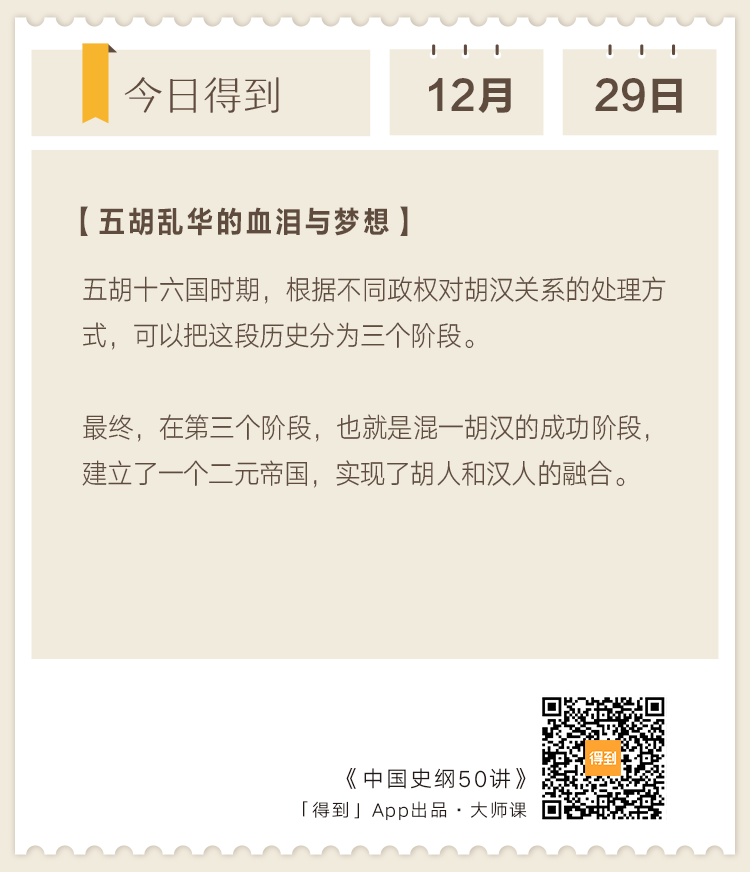 今日得到
12月
29日
【五胡乱华的血泪与梦想】
五胡十六国时期，根据不同政权对胡汉关系的处理方
式，可以把这段历史分为三个阶段。
最终，在第三个阶段，也就是混一胡汉的成功阶段，
建立了一个二元帝国，实现了胡人和汉人的融合。
得到
《中国史纲50讲》
「得到」App出品·大师课